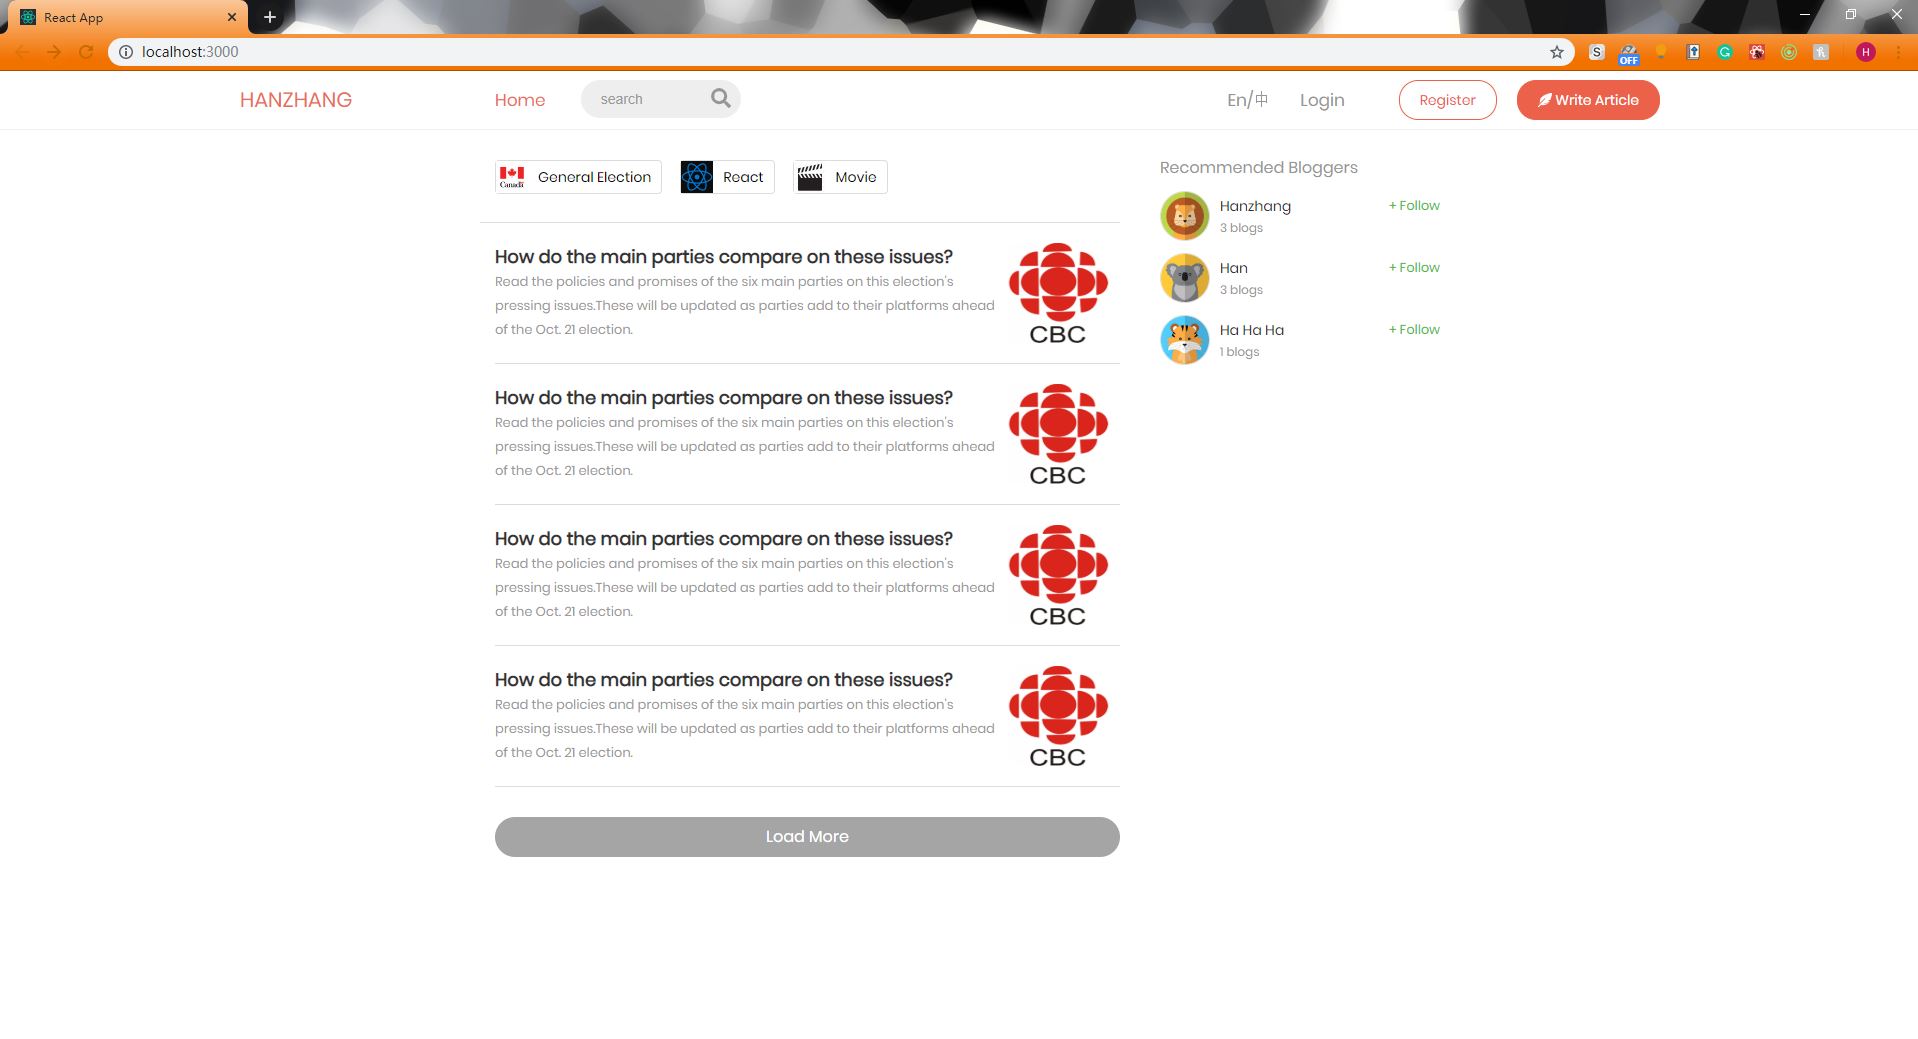 React App
localhost:3000
OFF
HANZHANG
Home
search
En/中
Login
Register
Write Article
Canada
General Election
React
Movie
How do the main parties compare on these issues?
Read the policies and promises of the six main parties on this election's
pressing issues.These will be updated as parties add to their platforms ahead
of the Oct. 21 election.
CBC
How do the main parties compare on these issues?
Read the policies and promises of the six main parties on this election's
pressing issues.These will be updated as parties add to their platforms ahead
of the Oct. 21 election.
CBC
How do the main parties compare on these issues?
Read the policies and promises of the six main parties on this election's
pressing issues.These will be updated as parties add to their platforms ahead
of the Oct. 21 election.
CBC
How do the main parties compare on these issues?
Read the policies and promises of the six main parties on this election's
pressing issues.These will be updated as parties add to their platforms ahead
of the Oct. 21 election.
CBC
Load More
Recommended Bloggers
Hanzhang
+ Follow
3 blogs
Han
+ Follow
3 blogs
Ha Ha Ha
+ Follow
1 blogs